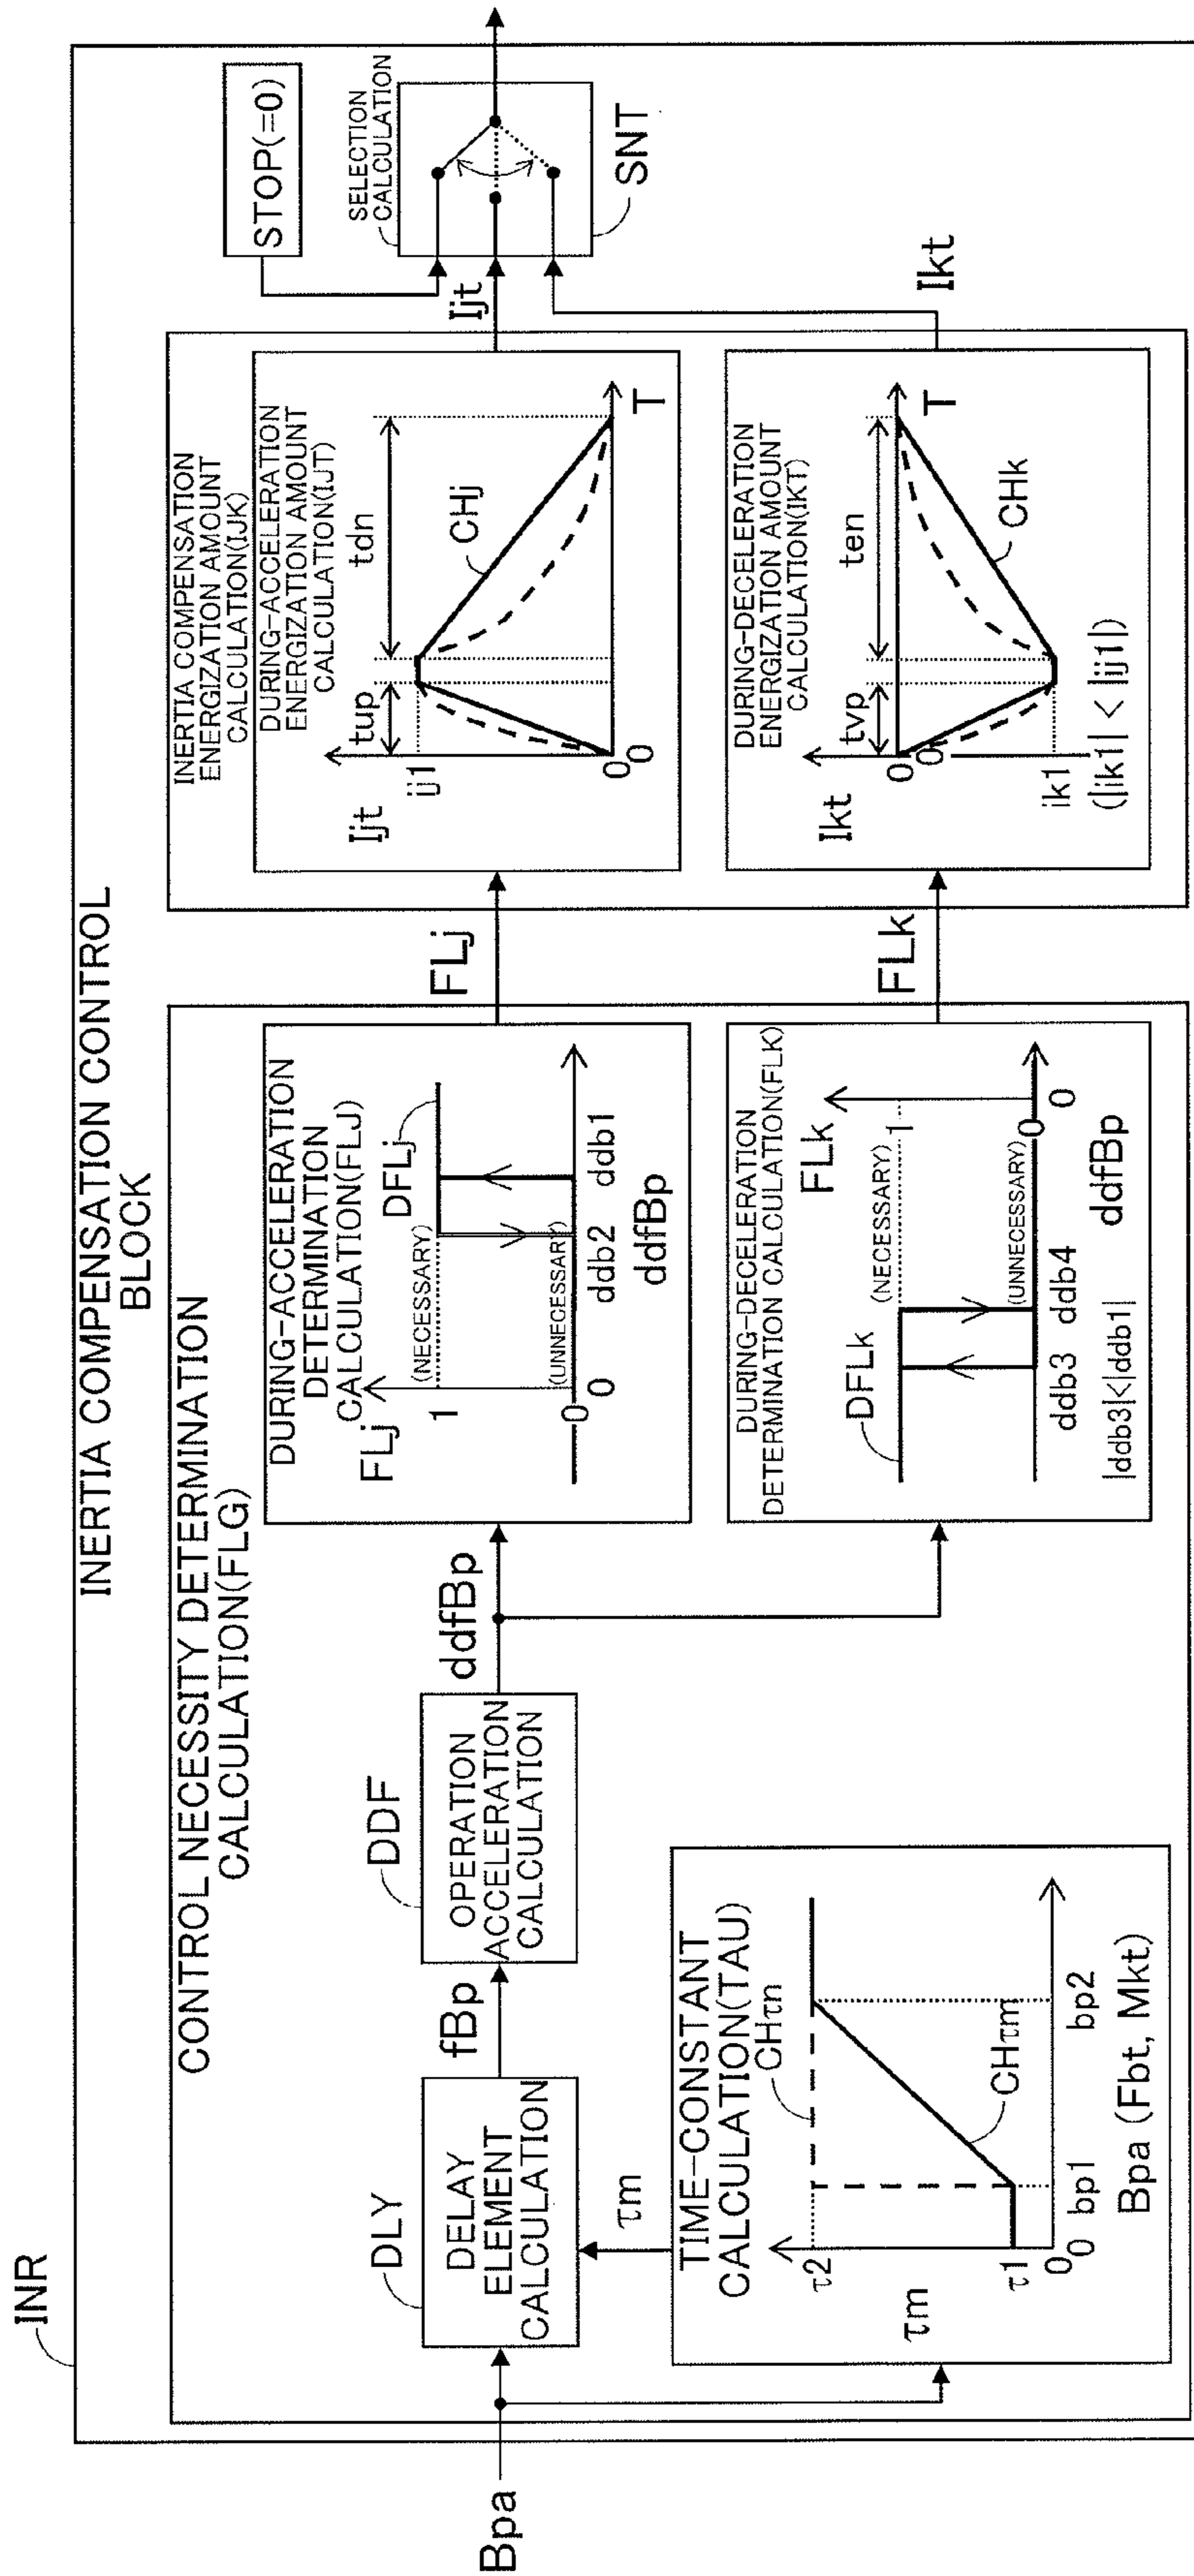 INR
INERTIA COMPENSATION CONTROL
BLOCK
CONTROL NECESSITY DETERMINATION
CALCULATION(FLG)
Bpa
DLY
DELAY
ELEMENT
CALCULATION
fBp
DDF
OPERATION
ACCELERATION
CALCULATION
ddfBp
τm
TIME-CONSTANT
CALCULATION(TAU)
CHτn
τ2
τm
τ1
0
0
bp1
bp2
CHτm
Bpa (Fbt, Mkt)
DURING-ACCELERATION
DETERMINATION
CALCULATION(FLJ)
FLj
1
(NECESSARY)
DFLj
0
(UNNECESSARY)
0
ddb2
ddb1
ddfBp
DURING-DECELERATION
DETERMINATION CALCULATION(FLK)
FLk
DFLk
(NECESSARY)
1
(UNNECESSARY)
0
ddb3
ddb4
0
ddfBp
|ddb3|<|ddb1|
FLj
FLk
INERTIA COMPENSATION
ENERGIZATION AMOUNT
CALCULATION(IJK)
DURING-ACCELERATION
ENERGIZATION AMOUNT
CALCULATION(IJT)
Ijt
ij1
tup
tdn
CHj
0
0
T
DURING-DECELERATION
ENERGIZATION AMOUNT
CALCULATION(IKT)
Ikt
0
0
tvp
ten
T
ik1
CHk
(|ik1| < |ij1|)
STOP(=0)
Ijt
Ikt
SELECTION
CALCULATION
SNT